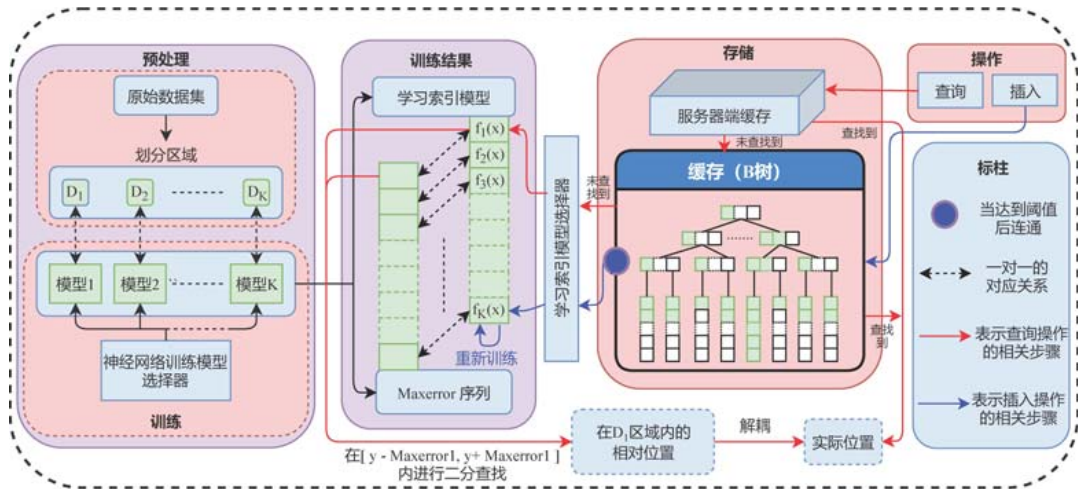 预处理
原始数据集
划分区域
D1
D2
DK
模型1
模型2
模型K
神经网络训练模型
选择器
训练
训练结果
学习索引模型
f1(x)
f2(x)
f3(x)
fK(x)
重新训练
Maxerror 序列
学习索引模型选择器
存储
服务器端缓存
未查找到
查找到
缓存（B树）
未查
找到
查找
到
操作
查询
插入
标柱
当达到阈值
后连通
一对一的
对应关系
表示查询操作
的相关步骤
表示插入操作
的相关步骤
在[ y - Maxerror1, y+ Maxerror1 ]
内进行二分查找
在D1区域内的
相对位置
解耦
实际位置